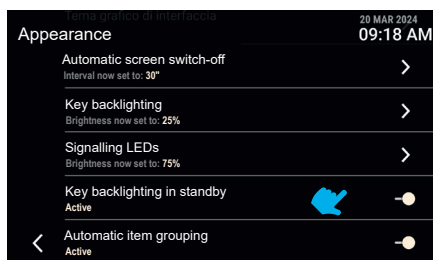 Tema grafico di interfaccia
20 MAR 2024
Appearance
09:18 AM
Automatic screen switch-off
Interval now set to: 30"
Key backlighting
Brightness now set to: 25%
Signalling LEDs
Brightness now set to: 75%
Key backlighting in standby
Active
Automatic item grouping
Active